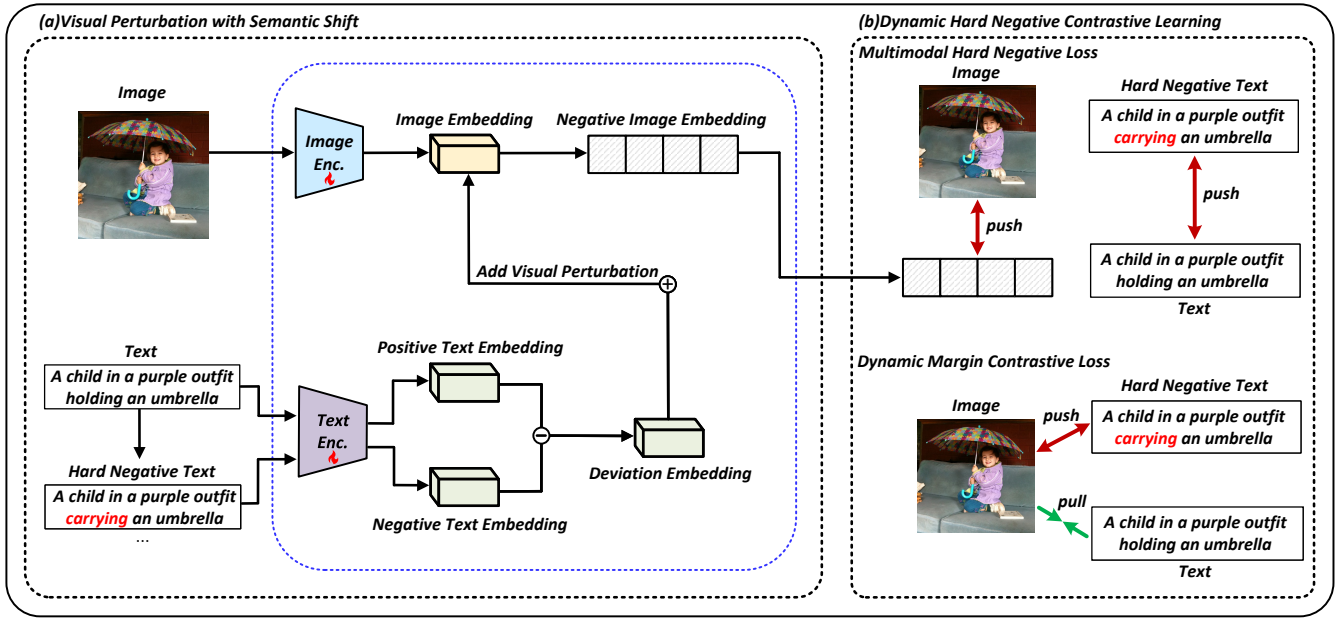 (a)Visual Perturbation with Semantic Shift
Image
Image
Enc.
Image Embedding
Negative Image Embedding
Add Visual Perturbation
Text
A child in a purple outfit
holding an umbrella
Hard Negative Text
A child in a purple outfit
carrying an umbrella
...
Text
Enc.
Positive Text Embedding
Negative Text Embedding
Deviation Embedding
(b)Dynamic Hard Negative Contrastive Learning
Multimodal Hard Negative Loss
Image
push
Hard Negative Text
A child in a purple outfit
carrying an umbrella
push
A child in a purple outfit
holding an umbrella
Text
Dynamic Margin Contrastive Loss
Image
push
pull
Hard Negative Text
A child in a purple outfit
carrying an umbrella
A child in a purple outfit
holding an umbrella
Text